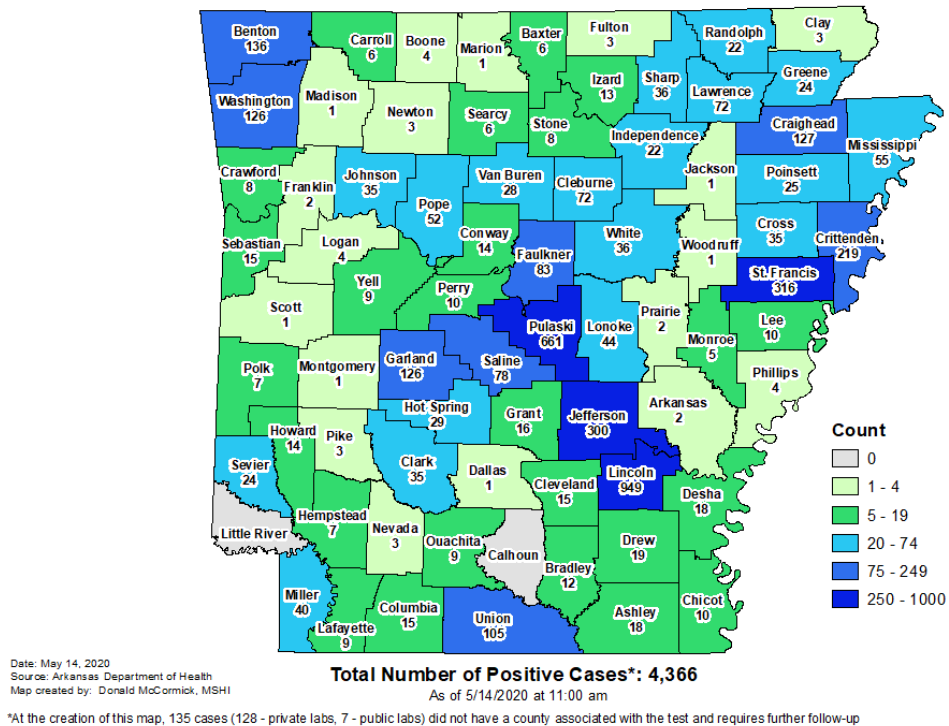 Benton
136
Carroll
6
Boone
4
Marion
1
Baxter
6
Fulton
3
Randolph
22
Clay
3
Washington
126
Madison
1
Newton
3
Searcy
6
Stone
8
Izard
13
Sharp
36
Lawrence
72
Greene
24
Independence
22
Craighead
127
Mississippi
55
Crawford
8
Franklin
2
Johnson
35
Pope
52
Van Buren
28
Cleburne
72
Jackson
1
Poinsett
25
Sebastian
15
Logan
4
Conway
14
Faulkner
83
White
36
Woodruff
1
Cross
35
Crittenden
219
St. Francis
316
Scott
1
Yell
9
Perry
10
Pulaski
661
Lonoke
44
Prairie
2
Monroe
5
Lee
10
Polk
7
Montgomery
1
Garland
126
Saline
78
Phillips
4
Hot Spring
29
Grant
16
Jefferson
300
Arkansas
2
Howard
14
Pike
3
Sevier
24
Clark
35
Dallas
1
Cleveland
15
Lincoln
949
Desha
18
Little River
Hempstead
7
Nevada
3
Ouachita
9
Calhoun
Bradley
12
Drew
19
Miller
40
Lafayette
9
Columbia
15
Union
105
Ashley
18
Chicot
10
Count
0
1 - 4
5 - 19
20 - 74
75 - 249
250 - 1000
Date: May 14, 2020
Source: Arkansas Department of Health
Map created by: Donald McCormick, MSHI
Total Number of Positive Cases*: 4,366
As of 5/14/2020 at 11:00 am
*At the creation of this map, 135 cases (128 - private labs, 7 - public labs) did not have a county associated with the test and requires further follow-up